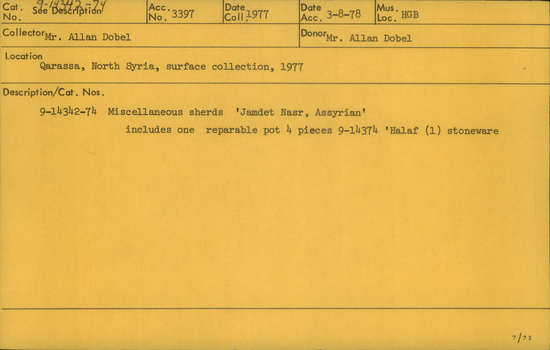 9-14342-74
Cat. No. See Description Acc. No. 3397 Date Coll. 1977 Date Acc. 3-8-78 Mus. Loc. HGB
Collector Mr. Allan Dobel Donor Mr. Allan Dobel
Location
Qarassa, North Syria, surface collection, 1977
Description/Cat. Nos.
9-14342-74 Miscellaneous sherds 'Jamdet Nasr, Assyrian'
includes one reparable pot 4 pieces 9-14374 'Halaf (1) stoneware